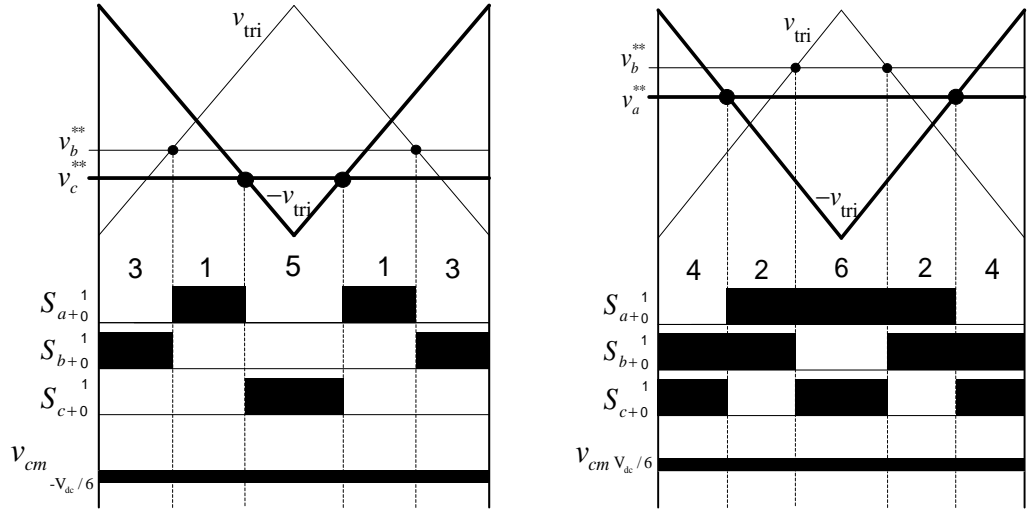 v_tri
v_b**
v_c**
-v_tri
3 1 5 1 3
S_a+ 1 0
S_b+ 1 0
S_c+ 1 0
v_cm -V_dc/6
v_tri
v_b**
v_a**
-v_tri
4 2 6 2 4
S_a+ 1 0
S_b+ 1 0
S_c+ 1 0
v_cm V_dc/6